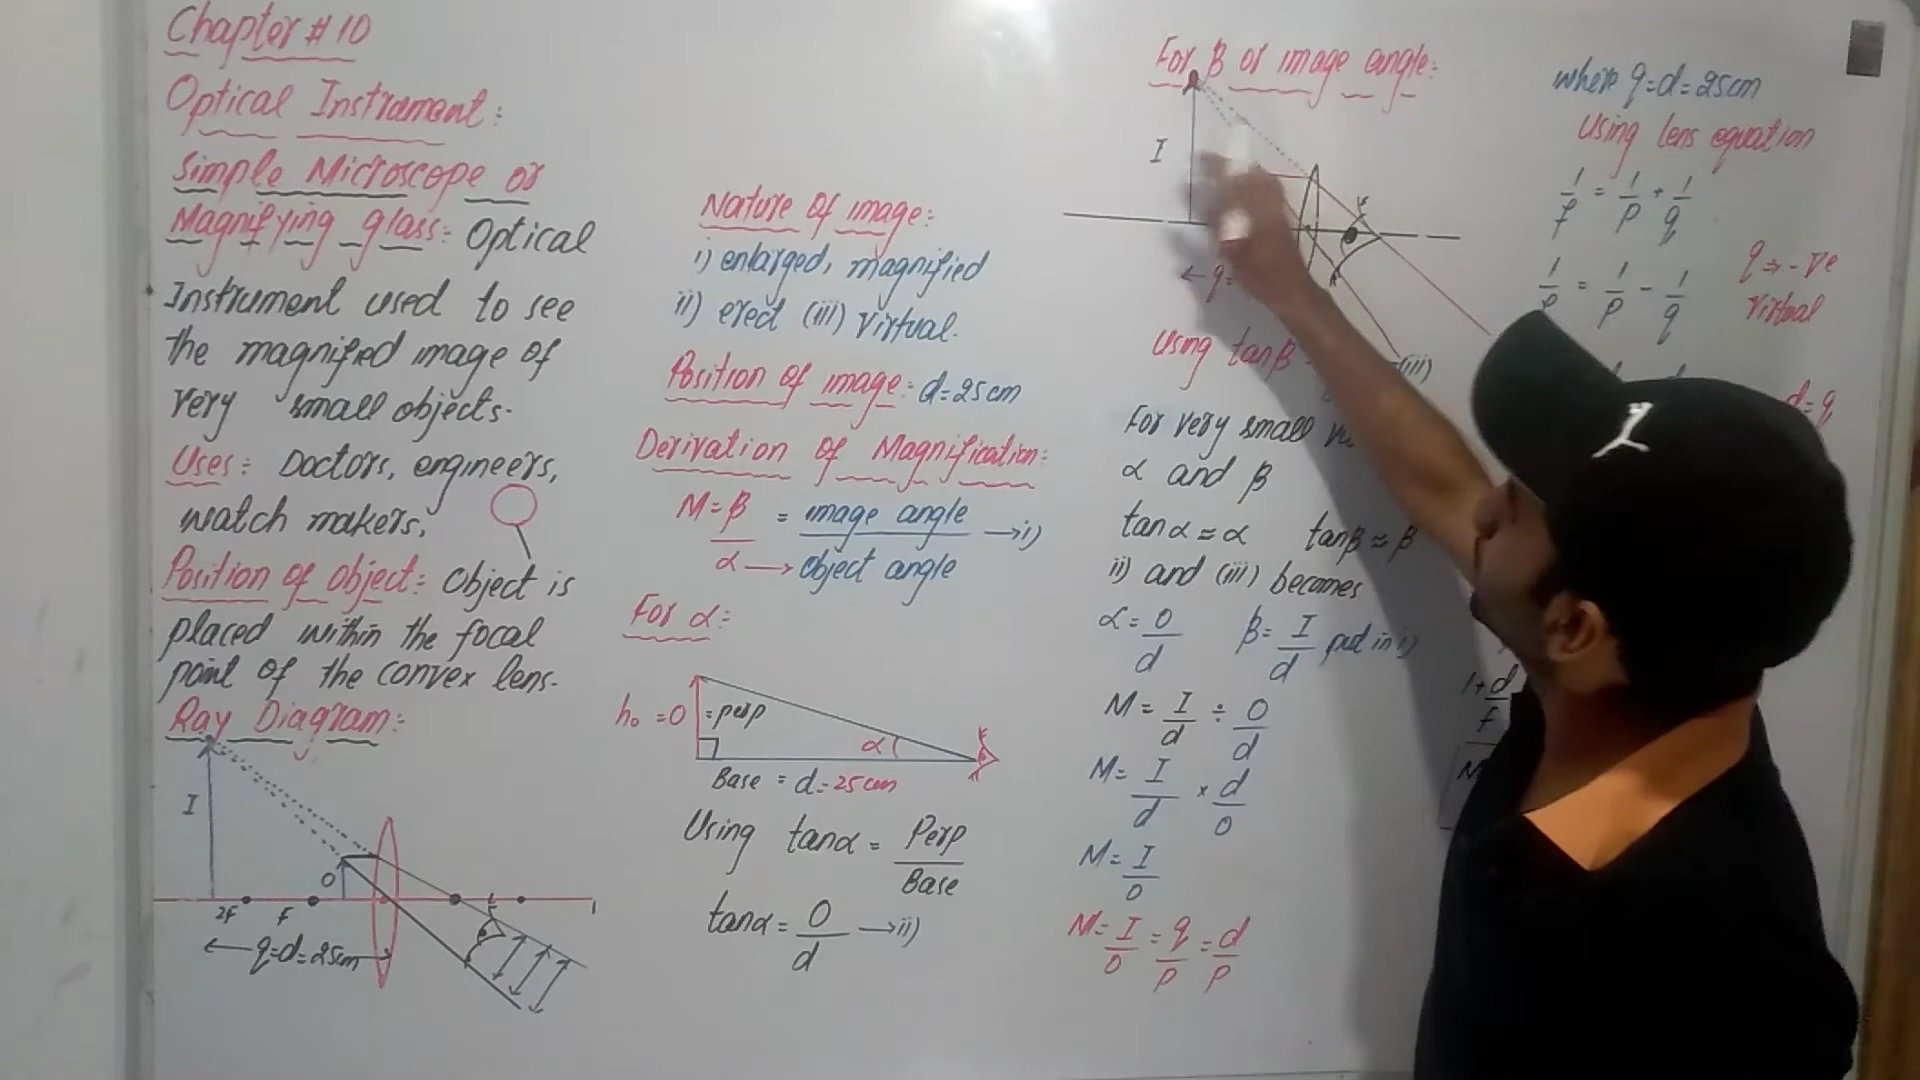 Chapter # 10
Optical Instrument:
Simple Microscope or
Magnifying glass: Optical
Instrument used to see
the magnified image of
very small objects.
Uses: Doctors, engineers,
watch makers,
Position of object: Object is
placed within the focal
point of the convex lens.
Ray Diagram:
I
O
2F F
q=d=25cm
Nature of image:
i) enlarged, magnified
ii) erect (iii) Virtual.
Position of image: d=25cm
Derivation of Magnification:
M = β/α = image angle/Object angle → i)
For α:
h₀ = O = perp
α
Base = d = 25cm
Using tanα = Perp/Base
tanα = O/d → ii)
For β or image angle:
I
← q=
Using tanβ (iii)
For very small
α and β
tanα ≈ α tanβ ≈ β
ii) and (iii) becomes
α = O/d β = I/d put in i)
M = I/d ÷ O/d
M = I/d × d/O
M = I/O
M = I/O = q/p = d/p
where q=d=25cm
Using lens equation
1/f = 1/p + 1/q
1/f = 1/p - 1/q
q ⇒ -ve
virtual
d=q
1+d/f